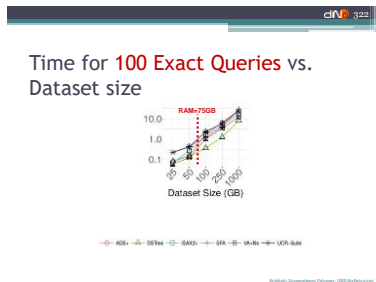 dNO 322
Time for 100 Exact Queries vs.
Dataset size
RAM=75GB
10.0
1.0
0.1
25 50 100 250 1000
Dataset Size (GB)
ADS+ DSTree iSAX2+ SFA VA+file UCR-Suite